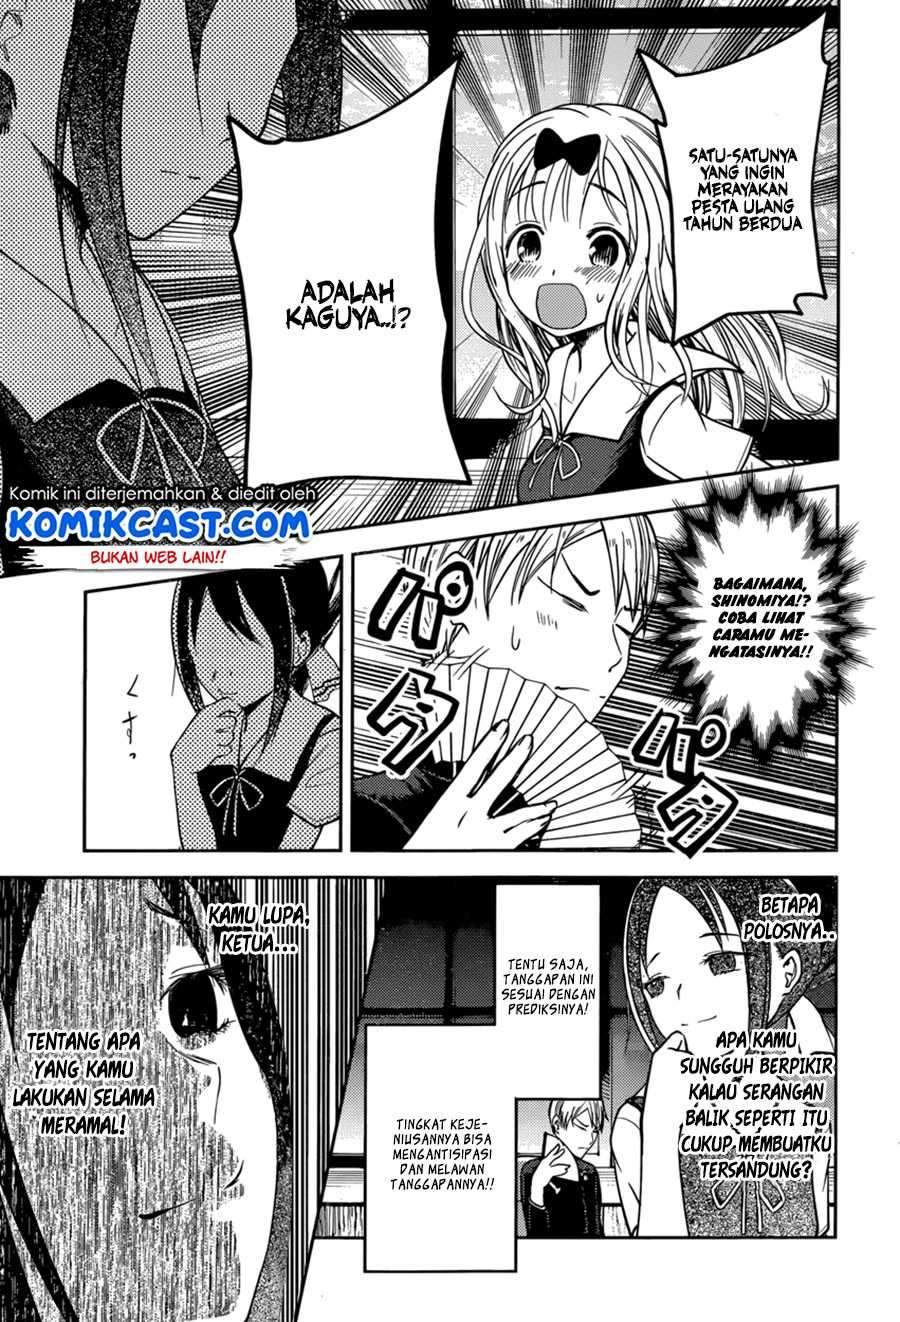 SATU-SATUNYA
YANG INGIN
MERAYAKAN
PESTA ULANG
TAHUN BERDUA
ADALAH
KAGUYA..!?
Komik ini diterjemahkan & diedit oleh
KOMIKCAST.COM
BUKAN WEB LAIN!!
BAGAIMANA,
SHINOMIYA!?
COBA LIHAT
CARAMU ME-
NGATASINYA!!
パタ
パタ
くすっ
BETAPA
POLOSNYA..
APA KAMU
SUNGGUH BERPIKIR
KALAU SERANGAN
BALIK SEPERTI ITU
CUKUP MEMBUATKU
TERSANDUNG?
TENTU SAJA,
TANGGAPAN INI
SESUAI DENGAN
PREDIKSINYA!
TINGKAT KEJE-
NIUSANNYA BISA
MENGANTISIPASI
DAN MELAWAN
TANGGAPANNYA!!
KAMU LUPA,
KETUA...
TENTANG APA
YANG KAMU
LAKUKAN SELAMA
MERAMAL!